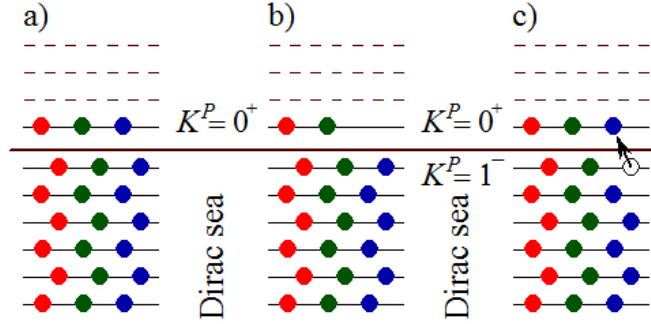 a)
b)
c)
K^P = 0^+
K^P = 0^+
K^P = 1^-
Dirac sea
Dirac sea